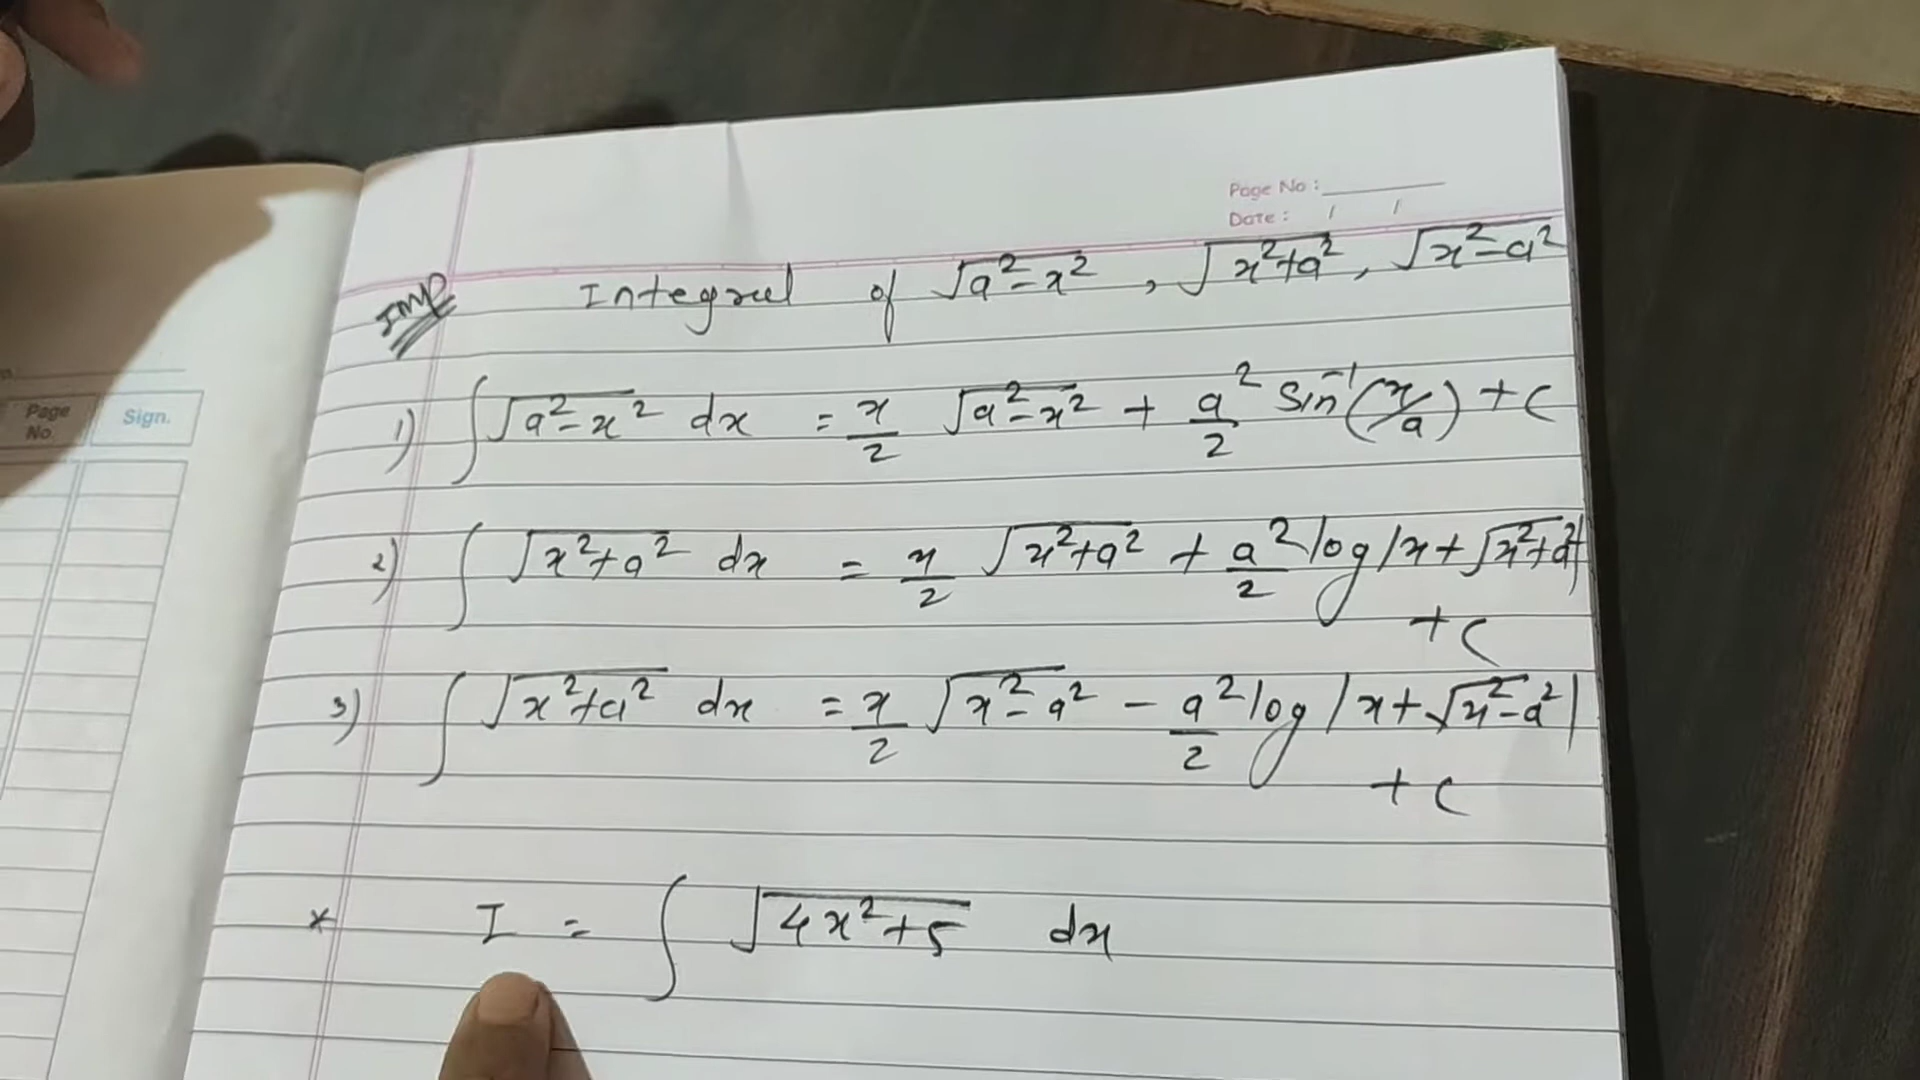 Page No :
Date : / /
IMP Integral of √a²-x² , √x²+a² , √x²-a²
1) ∫√a²-x² dx = x/2 √a²-x² + a²/2 Sin⁻¹(x/a) + C
2) ∫ √x²+a² dx = x/2 √x²+a² + a²/2 log |x+√x²+a²|
+ C
3) ∫ √x²+a² dx = x/2 √x²-a² - a²/2 log |x+√x²-a²|
+ C
* I = ∫ √4x²+5 dx
Page No. Sign.